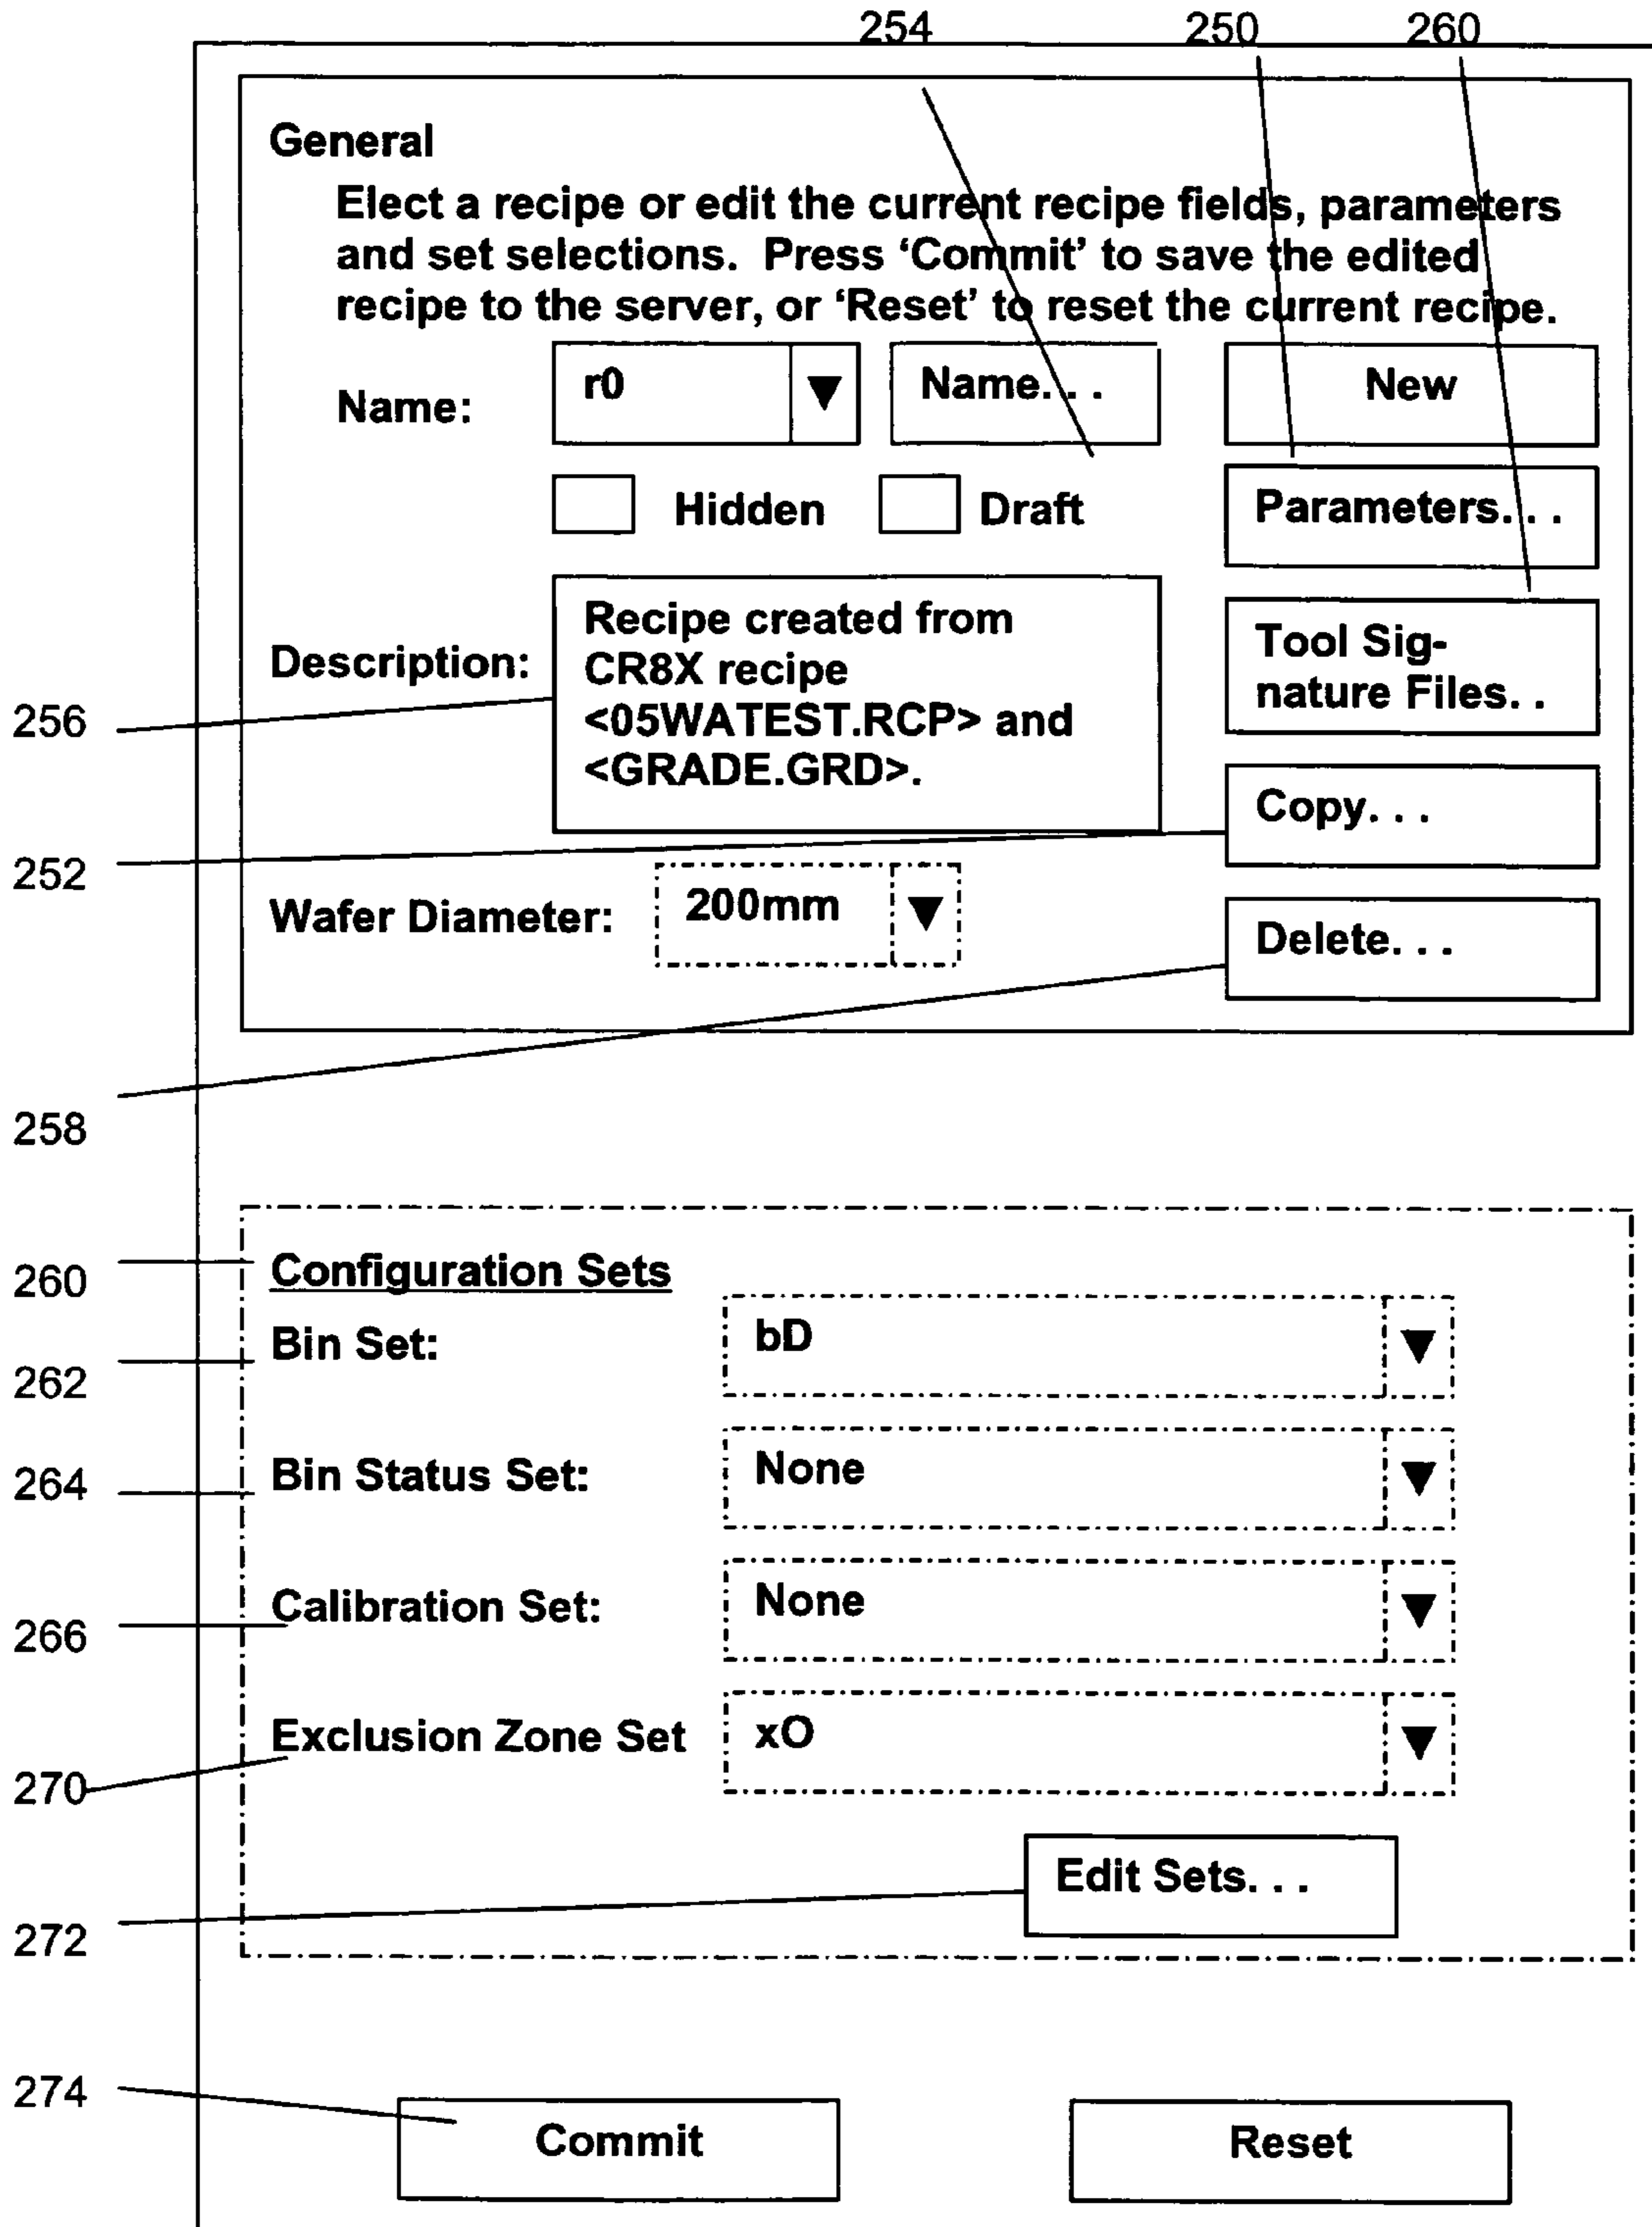 254 250 260
General
Elect a recipe or edit the current recipe fields, parameters
and set selections. Press ‘Commit’ to save the edited
recipe to the server, or ‘Reset’ to reset the current recipe.
Name: r0 ▼ Name. . . New
Hidden Draft Parameters. . .
Description:
Recipe created from
CR8X recipe
<05WATEST.RCP> and
<GRADE.GRD>.
Tool Sig-
nature Files. .
256
Copy. . .
252
Wafer Diameter: 200mm ▼
Delete. . .
258
260 Configuration Sets
262 Bin Set: bD ▼
264 Bin Status Set: None ▼
266 Calibration Set: None ▼
270 Exclusion Zone Set xO ▼
272 Edit Sets. . .
274 Commit Reset